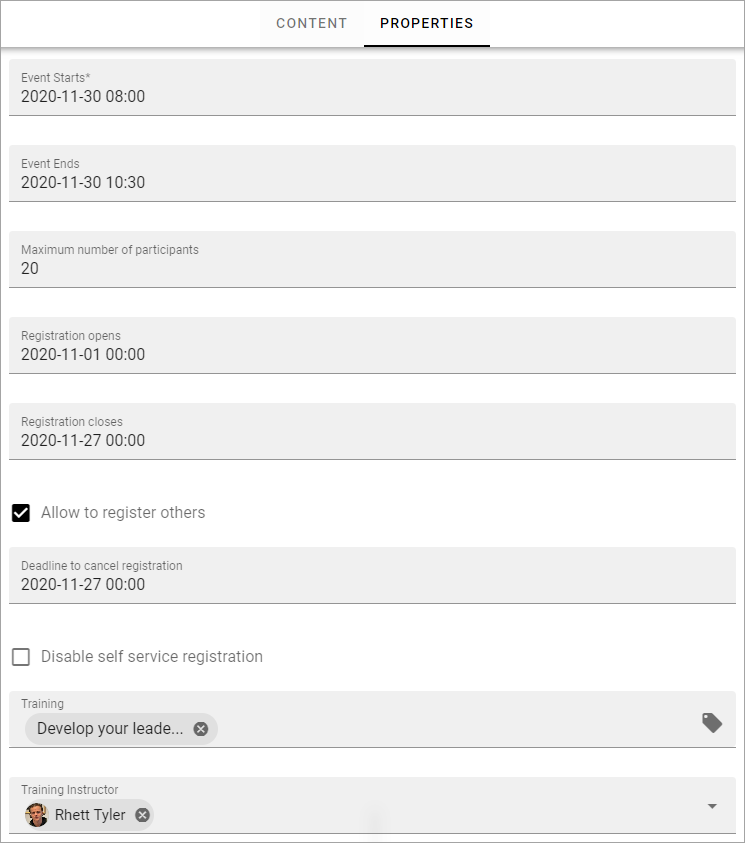 CONTENT PROPERTIES
Event Starts*
2020-11-30 08:00
Event Ends
2020-11-30 10:30
Maximum number of participants
20
Registration opens
2020-11-01 00:00
Registration closes
2020-11-27 00:00
Allow to register others
Deadline to cancel registration
2020-11-27 00:00
Disable self service registration
Training
Develop your leade...
Training Instructor
Rhett Tyler